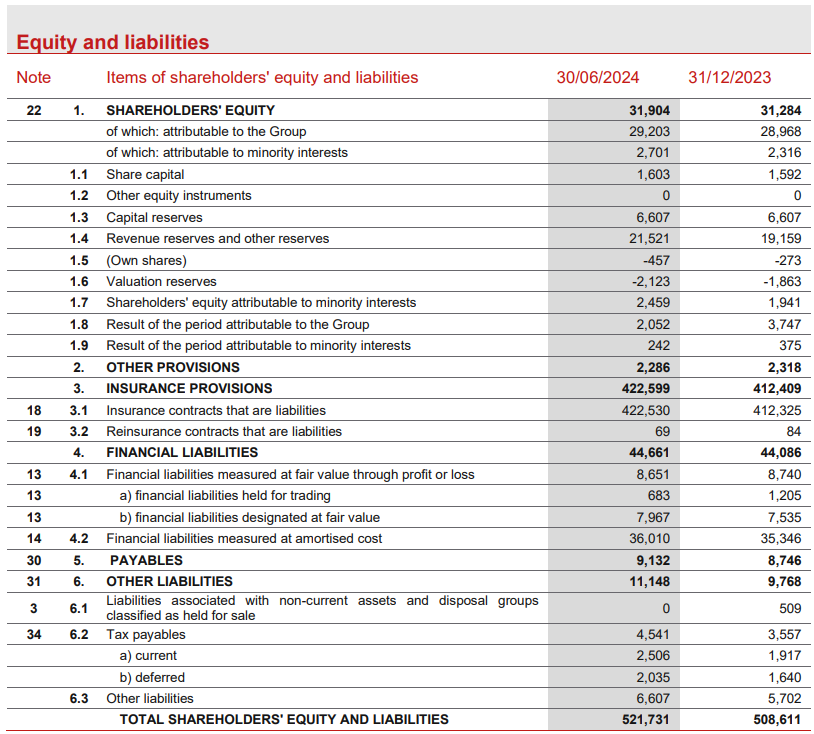 Equity and liabilities
Note Items of shareholders' equity and liabilities 30/06/2024 31/12/2023
22 1. SHAREHOLDERS' EQUITY 31,904 31,284
of which: attributable to the Group 29,203 28,968
of which: attributable to minority interests 2,701 2,316
1.1 Share capital 1,603 1,592
1.2 Other equity instruments 0 0
1.3 Capital reserves 6,607 6,607
1.4 Revenue reserves and other reserves 21,521 19,159
1.5 (Own shares) -457 -273
1.6 Valuation reserves -2,123 -1,863
1.7 Shareholders' equity attributable to minority interests 2,459 1,941
1.8 Result of the period attributable to the Group 2,052 3,747
1.9 Result of the period attributable to minority interests 242 375
2. OTHER PROVISIONS 2,286 2,318
3. INSURANCE PROVISIONS 422,599 412,409
18 3.1 Insurance contracts that are liabilities 422,530 412,325
19 3.2 Reinsurance contracts that are liabilities 69 84
4. FINANCIAL LIABILITIES 44,661 44,086
13 4.1 Financial liabilities measured at fair value through profit or loss 8,651 8,740
13 a) financial liabilities held for trading 683 1,205
13 b) financial liabilities designated at fair value 7,967 7,535
14 4.2 Financial liabilities measured at amortised cost 36,010 35,346
30 5. PAYABLES 9,132 8,746
31 6. OTHER LIABILITIES 11,148 9,768
3 6.1 Liabilities associated with non-current assets and disposal groups
classified as held for sale 0 509
34 6.2 Tax payables 4,541 3,557
a) current 2,506 1,917
b) deferred 2,035 1,640
6.3 Other liabilities 6,607 5,702
TOTAL SHAREHOLDERS' EQUITY AND LIABILITIES 521,731 508,611